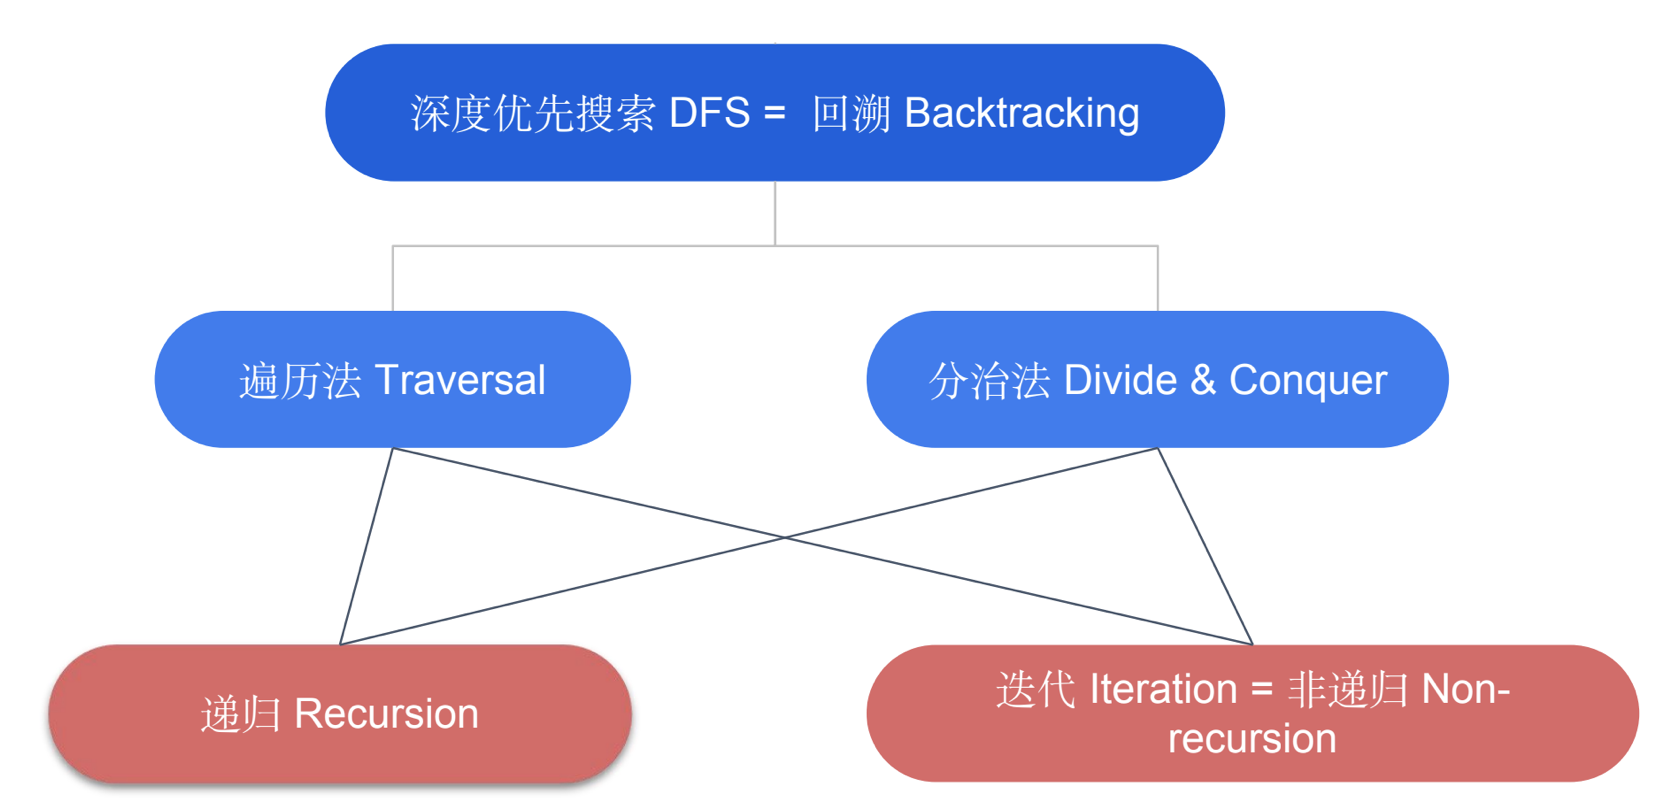 深度优先搜索 DFS = 回溯 Backtracking
遍历法 Traversal
分治法 Divide & Conquer
递归 Recursion
迭代 Iteration = 非递归 Non-
recursion